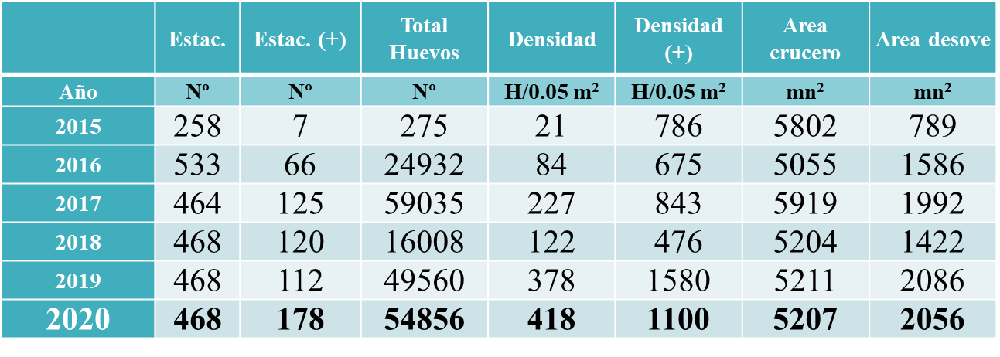 Estac. Estac. (+) Total Huevos Densidad Densidad (+) Area crucero Area desove
Año Nº Nº Nº H/0.05 m² H/0.05 m² mn² mn²
2015 258 7 275 21 786 5802 789
2016 533 66 24932 84 675 5055 1586
2017 464 125 59035 227 843 5919 1992
2018 468 120 16008 122 476 5204 1422
2019 468 112 49560 378 1580 5211 2086
2020 468 178 54856 418 1100 5207 2056